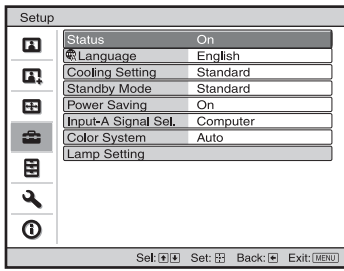 Setup
Status On
Language English
Cooling Setting Standard
Standby Mode Standard
Power Saving On
Input-A Signal Sel. Computer
Color System Auto
Lamp Setting
Sel: Set: Back: Exit: MENU